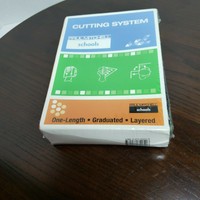 CUTTING SYSTEM
schools
schools
One-Length • Graduated • Layered